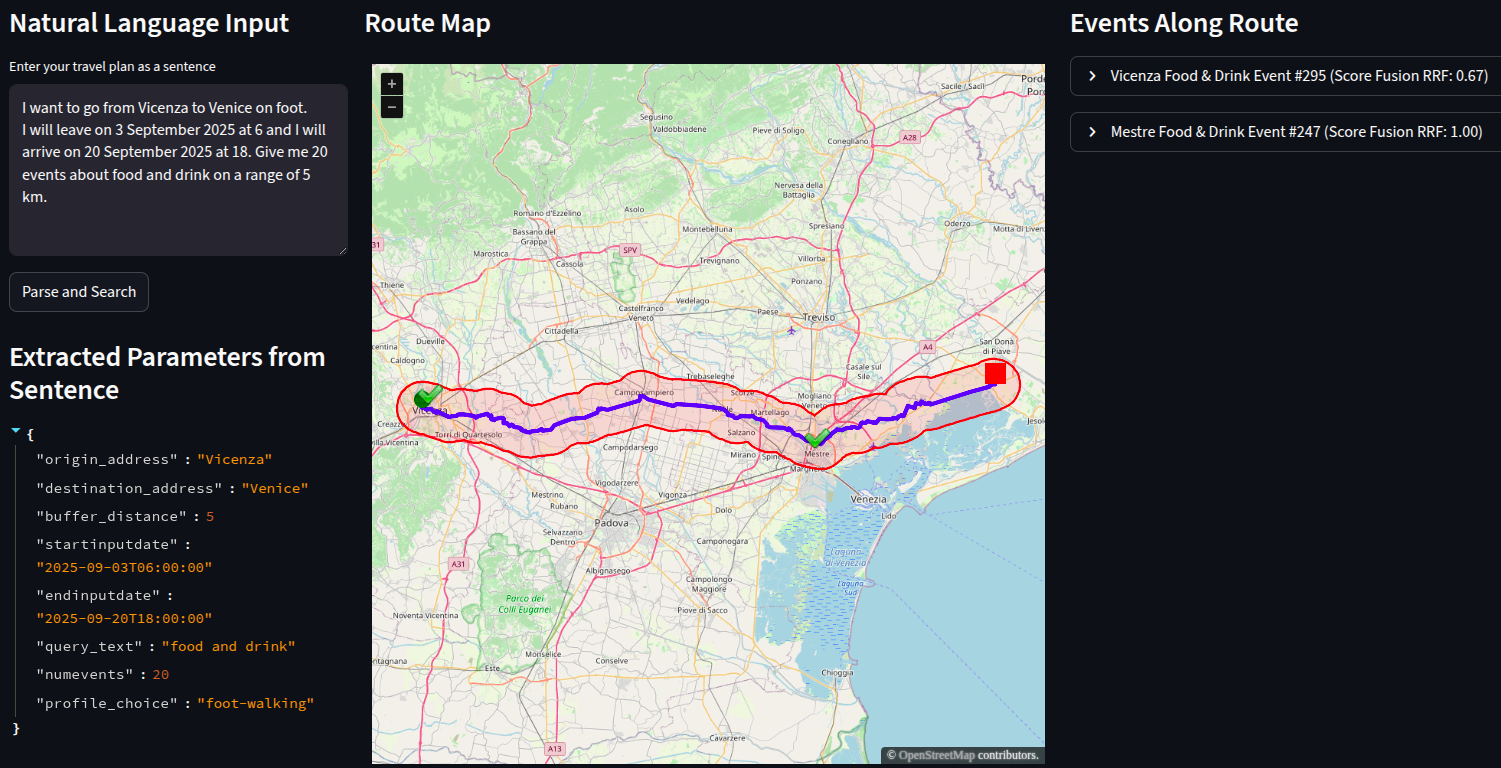 Natural Language Input
Enter your travel plan as a sentence
I want to go from Vicenza to Venice on foot.
I will leave on 3 September 2025 at 6 and I will
arrive on 20 September 2025 at 18. Give me 20
events about food and drink on a range of 5
km.
Parse and Search
Extracted Parameters from
Sentence
{
"origin_address" : "Vicenza"
"destination_address" : "Venice"
"buffer_distance" : 5
"startinputdate" :
"2025-09-03T06:00:00"
"endinputdate" :
"2025-09-20T18:00:00"
"query_text" : "food and drink"
"numevents" : 20
"profile_choice" : "foot-walking"
}
Route Map
+
−
Sacile / Sacil
Segusino
Valdobbiadene
Pieve di Soligo
A28
Conegliano
Nervesa della
Battaglia
Romano d'Ezzelino
Asolo
Montebelluna
Spresiano
Oderzo
Motta di Liven
Bassano del
Grappa
31
SPV
Marostica
Cassola
Trevignano
Villorba
Thiene
Ponzano
Castelfranco
Veneto
Vedelago
Paese
Treviso
Cittadella
Dueville
A4
San Donà
di Piave
Caldogno
Casale sul
Sile
Trebaseleghe
Camposampiero
Scorzè
Mogliano
Veneto
Noale
Martellago
Creazzo
Torri di Quartesolo
Salzano
Jesol
Campodarsego
Mirano
Spinea
Mestre
Marghera
Vigodarzere
Mestrino
Vigonza
Rubano
Dolo
Venezia
Lido
Padova
Selvazzano
Dentro
Camponogara
Laguna
di Venezia
A31
Albignasego
Laguna
Sud
Campolongo
Maggiore
Parco dei
Colli Euganei
Piove di Sacco
Noventa Vicentina
Monselice
Conselve
Este
Chioggia
Cavarzere
A13
© OpenStreetMap contributors.
Events Along Route
Vicenza Food & Drink Event #295 (Score Fusion RRF: 0.67)
Mestre Food & Drink Event #247 (Score Fusion RRF: 1.00)